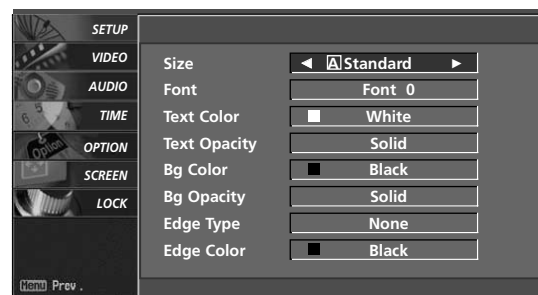 SETUP
VIDEO
AUDIO
TIME
OPTION
SCREEN
LOCK
Menu Prev.
Size ◀ A Standard ▶
Font Font 0
Text Color White
Text Opacity Solid
Bg Color Black
Bg Opacity Solid
Edge Type None
Edge Color Black
Option